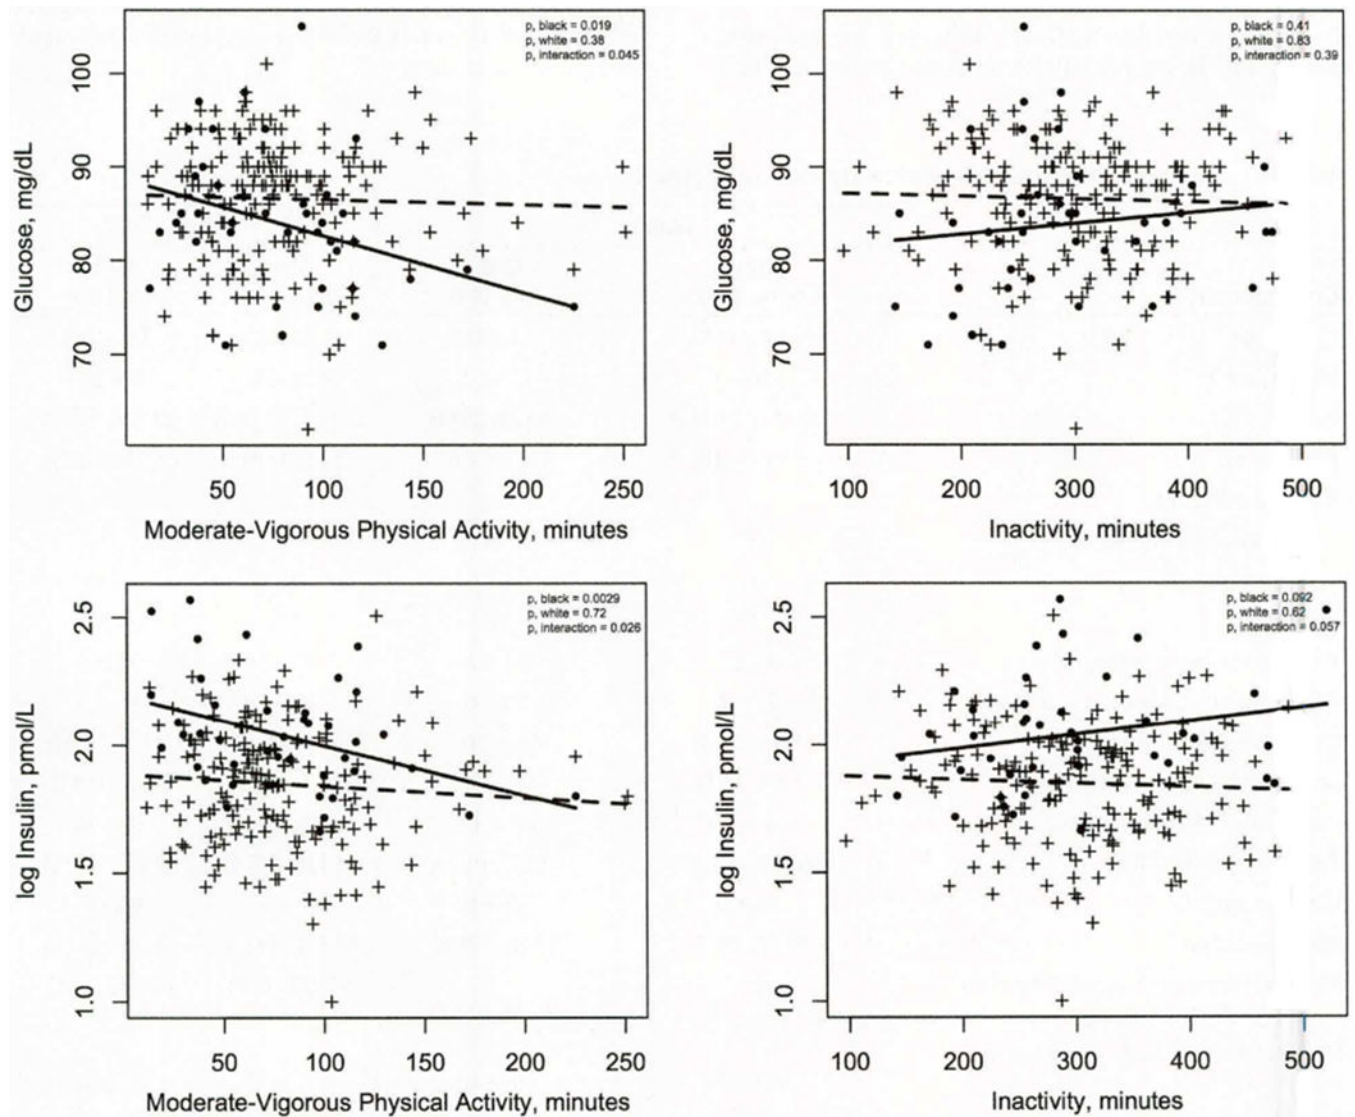 p, black = 0.019
p, white = 0.38
p, interaction = 0.045
100
90
80
70
Glucose, mg/dL
50 100 150 200 250
Moderate-Vigorous Physical Activity, minutes
p, black = 0.41
p, white = 0.63
p, interaction = 0.39
100
90
80
70
Glucose, mg/dL
100 200 300 400 500
Inactivity, minutes
p, black = 0.0029
p, white = 0.72
p, interaction = 0.026
2.5
2.0
1.5
1.0
log Insulin, pmol/L
50 100 150 200 250
Moderate-Vigorous Physical Activity, minutes
p, black = 0.092
p, white = 0.62
p, interaction = 0.057
2.5
2.0
1.5
1.0
log Insulin, pmol/L
100 200 300 400 500
Inactivity, minutes